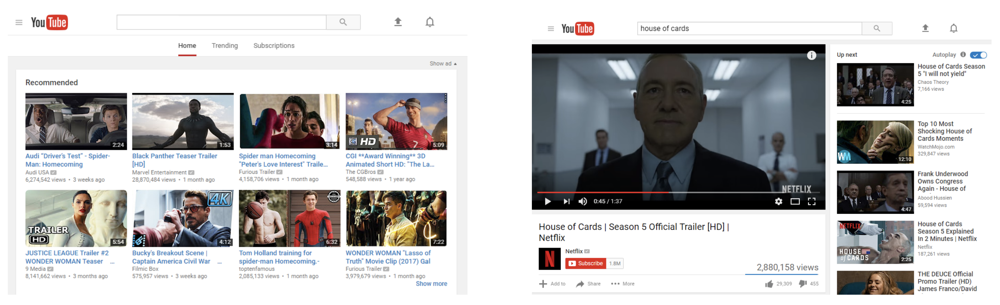 YouTube
Home Trending Subscriptions
Show ad
Recommended
2:24
1:53
3:14
HD
5:09
Audi “Driver's Test” - Spider-
Man: Homecoming
Audi USA
6,274,542 views • 3 weeks ago
Black Panther Teaser Trailer
[HD]
Marvel Entertainment
28,870,484 views • 1 month ago
Spider man Homecoming
"Peter's Love Interest" Traile...
Furious Trailer
4,158,706 views • 1 month ago
CGI **Award Winning** 3D
Animated Short HD: "The La...
The CGBros
548,588 views • 1 year ago
TRAILER
HD
5:54
4K
4:12
6:32
7:22
JUSTICE LEAGUE Trailer #2
WONDER WOMAN Teaser ...
9 Media
8,141,662 views • 3 months ago
Bucky's Breakout Scene |
Captain America Civil War ...
Filmic Box
575,957 views • 3 weeks ago
Tom Holland training for
spider-man Homecoming.-
toptenfamous
2,085,133 views • 1 month ago
WONDER WOMAN "Lasso of
Truth" Movie Clip (2017) Gal
Furious Trailer
3,979,679 views • 1 month ago
Show more
YouTube
house of cards
NETFLIX
0:45 / 1:37
House of Cards | Season 5 Official Trailer [HD] |
Netflix
N
Netflix
Subscribe 1.8M
2,880,158 views
Add to Share More
29,309 455
Up next Autoplay
4:25
House of Cards Season
5 "I will not yield"
Chaos Theory
7,166 views
WM
12:10
Top 10 Most
Shocking House of
Cards Moments
WatchMojo.com
329,847 views
4:47
Frank Underwood
Owns Congress
Again - House of
Abood Hussien
59,594 views
NETFLIX
HOUSE
of CARDS
2:25
House of Cards
Season 5 Explained
In 2 Minutes | Netflix
Netflix
187,261 views
THE DEUCE Official
Promo Trailer (HD)
James Franco/David